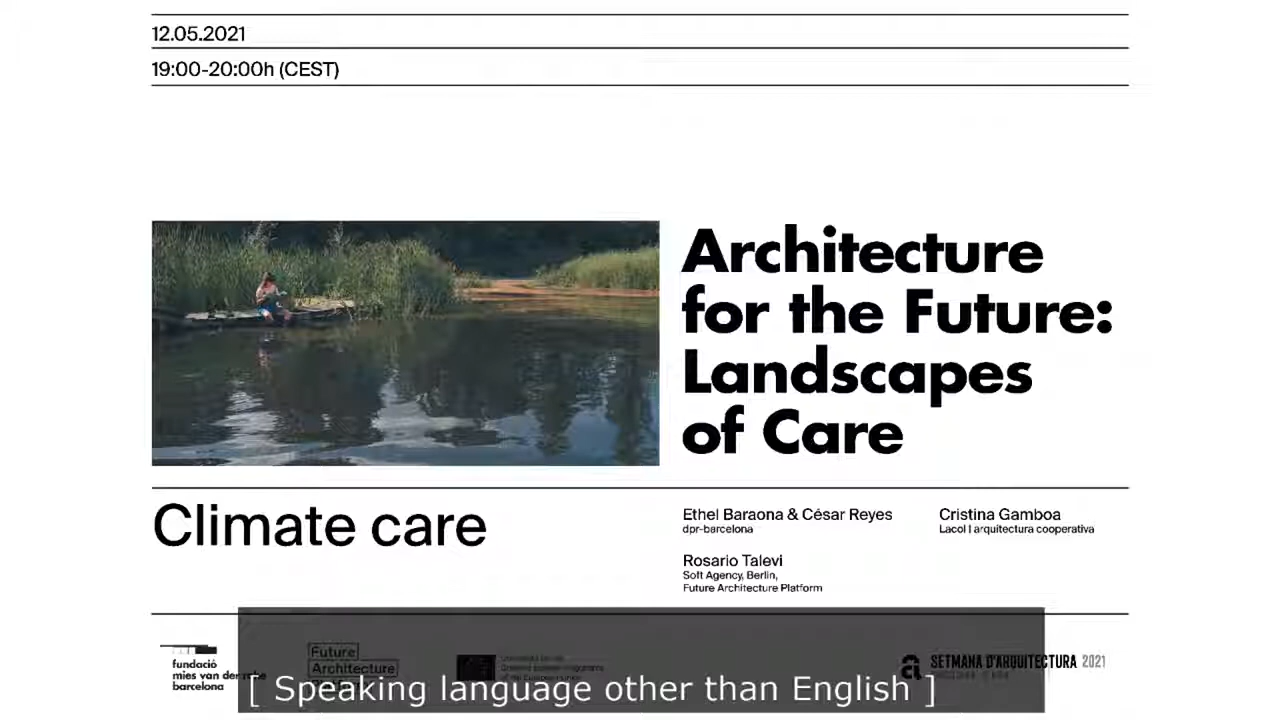 12.05.2021
19:00-20:00h (CEST)
Architecture
for the Future:
Landscapes
of Care
Climate care
Ethel Baraona & César Reyes
dpr-barcelona
Cristina Gamboa
Lacol | arquitectura cooperativa
Rosario Talevi
Soft Agency, Berlin,
Future Architecture Platform
fundació
mies van der rohe
barcelona
Future
Architecture
SETMANA D'ARQUITECTURA 2021
[ Speaking language other than English ]